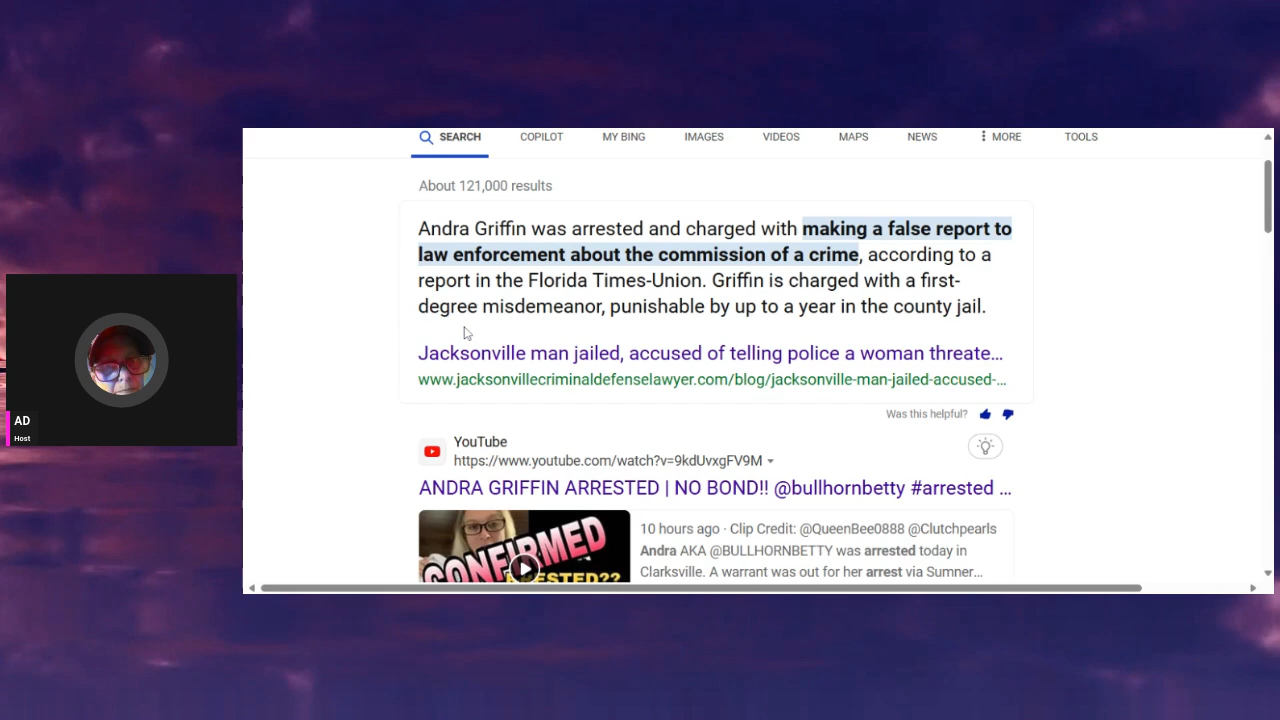 SEARCH COPILOT MY BING IMAGES VIDEOS MAPS NEWS MORE TOOLS
About 121,000 results
Andra Griffin was arrested and charged with making a false report to
law enforcement about the commission of a crime, according to a
report in the Florida Times-Union. Griffin is charged with a first-
degree misdemeanor, punishable by up to a year in the county jail.
Jacksonville man jailed, accused of telling police a woman threate...
www.jacksonvillecriminaldefenselawyer.com/blog/jacksonville-man-jailed-accused-...
Was this helpful?
AD
Host
YouTube
https://www.youtube.com/watch?v=9kdUvxgFV9M
ANDRA GRIFFIN ARRESTED | NO BOND!! @bullhornbetty #arrested ...
CONFIRMED
ARRESTED??
10 hours ago · Clip Credit: @QueenBee0888 @Clutchpearls
Andra AKA @BULLHORNBETTY was arrested today in
Clarksville. A warrant was out for her arrest via Sumner...